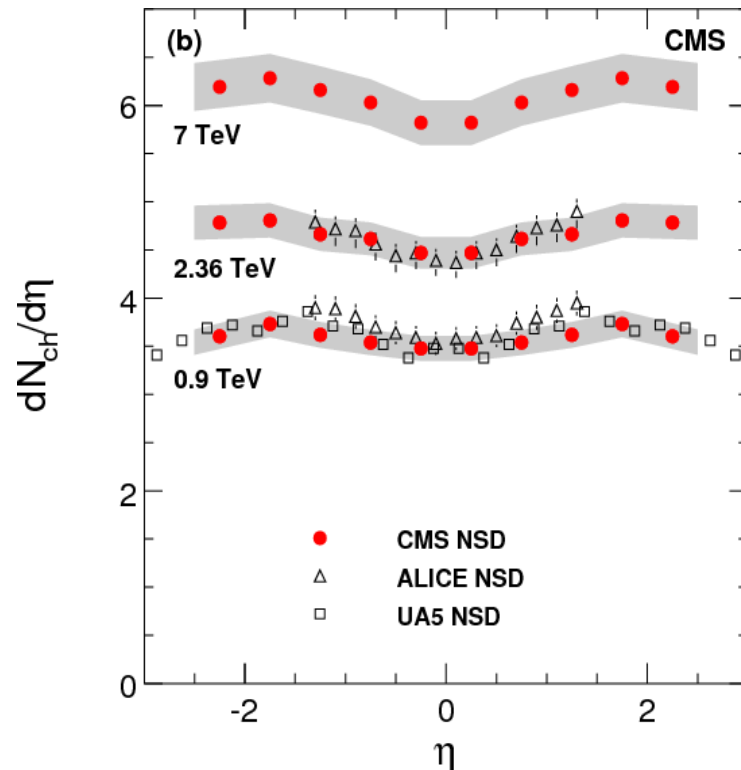 (b) CMS
6
7 TeV
2.36 TeV
4
0.9 TeV
2
CMS NSD
ALICE NSD
UA5 NSD
0
-2 0 2
η
dN_ch/dη